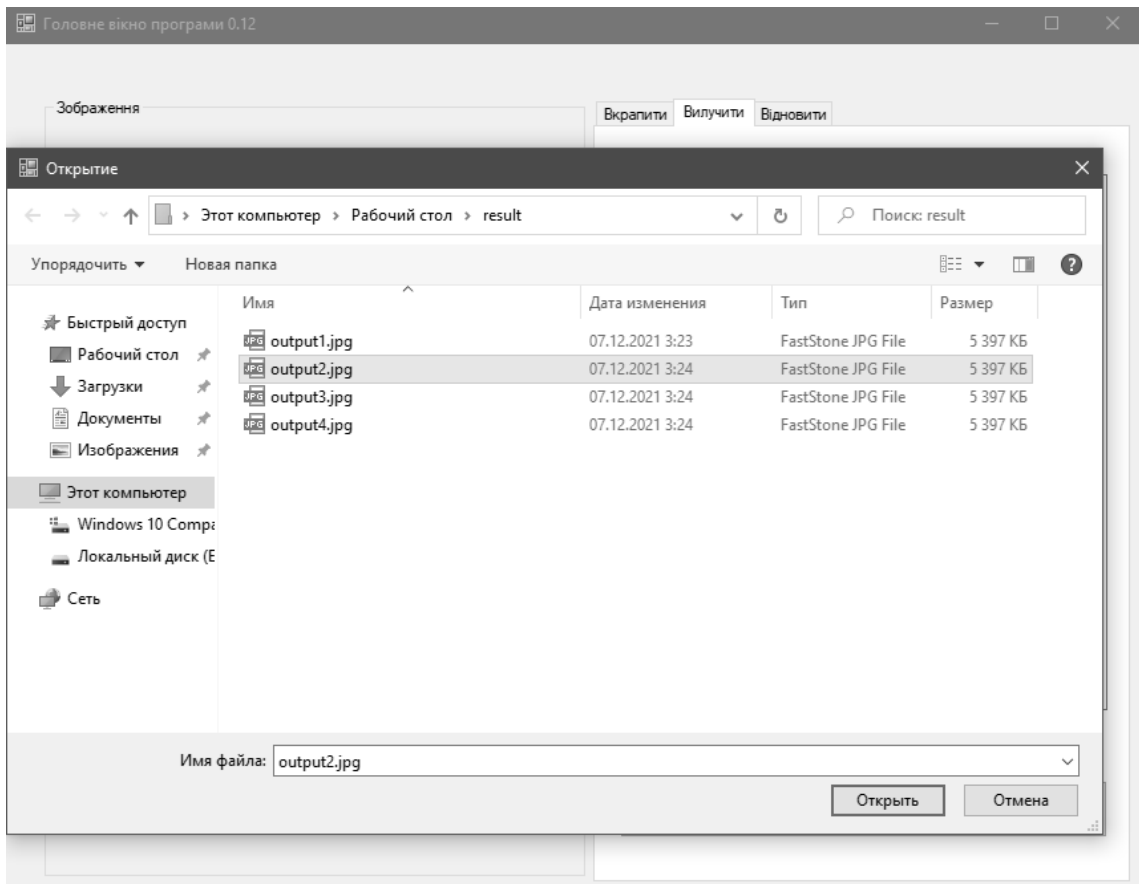 Головне вікно програми 0.12
Зображення
Вкрапити Вилучити Відновити
Открытие
Этот компьютер › Рабочий стол › result
Поиск: result
Упорядочить Новая папка
Имя Дата изменения Тип Размер
Быстрый доступ
Рабочий стол
Загрузки
Документы
Изображения
Этот компьютер
Windows 10 Compa
Локальный диск (E
Сеть
output1.jpg 07.12.2021 3:23 FastStone JPG File 5 397 КБ
output2.jpg 07.12.2021 3:24 FastStone JPG File 5 397 КБ
output3.jpg 07.12.2021 3:24 FastStone JPG File 5 397 КБ
output4.jpg 07.12.2021 3:24 FastStone JPG File 5 397 КБ
Имя файла: output2.jpg
Открыть Отмена